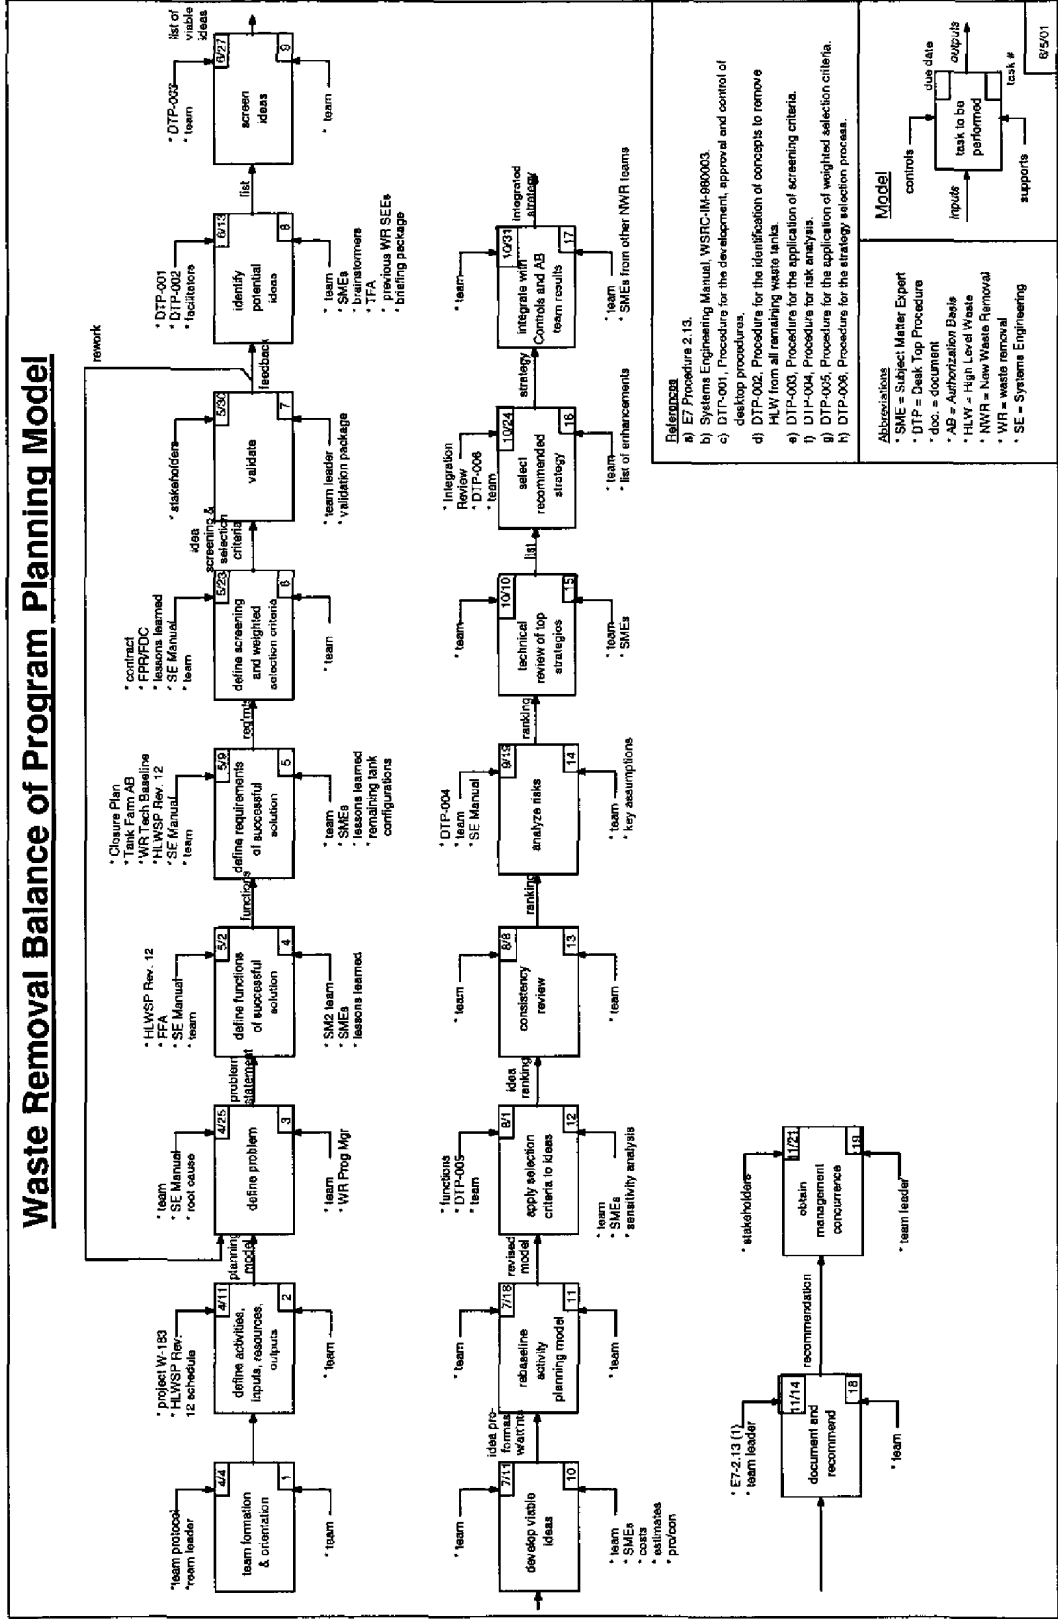 Waste Removal Balance of Program Planning Model
rework
*team protocol
*team leader
4/4
team formation
& orientation
1
* team
* project W-163
* HLWSP Rev.
12 schedule
4/11
define activities,
inputs, resources,
outputs
2
* team
planning
model
* team
* SE Manual
* root cause
4/25
define problem
3
* team
* WR Prog Mgr
problem
statement
* HLWSP Rev. 12
* FFA
* SE Manual
* team
5/2
define functions
of successful
solution
4
* SM2 team
* SMEs
* lessons learned
functions
* Closure Plan
* Tank Farm AB
* WR Tech Baseline
* HLWSP Rev. 12
* SE Manual
* team
5/9
define requirements
of successful
solution
5
* team
* SMEs
* lessons learned
* remaining tank
configurations
req'mts
* contract
* FPR/FDC
* lessons learned
* SE Manual
* team
5/23
define screening
and weighted
selection criteria
6
* team
idea
screening &
selection
criteria
* stakeholders
5/30
validate
7
* team leader
* validation package
feedback
* DTP-001
* DTP-002
* facilitators
6/13
identify
potential
ideas
8
* team
* SMEs
* brainstormers
* TFA
* previous WR SEEs
* briefing package
list
* DTP-003
* team
6/27
screen
ideas
9
* team
list of
viable
ideas
* team
7/11
develop viable
ideas
10
* team
* SMEs
* costs
* estimates
* pro/con
idea pro-
formas
w/att'nts
* team
7/18
rebaseline
activity
planning model
11
* team
revised
model
* functions
* DTP-005
* team
8/1
apply selection
criteria to ideas
12
* team
* SMEs
* sensitivity analysis
idea
ranking
* team
8/8
consistency
review
13
* team
ranking
* DTP-004
* team
* SE Manual
9/19
analyze risks
14
* team
* key assumptions
ranking
* team
10/10
technical
review of top
strategies
15
* team
* SMEs
list
* Integration
Review
* DTP-006
* team
10/24
select
recommended
strategy
16
* team
* list of enhancements
strategy
* team
10/31
integrate with
Controls and AB
team results
17
* team
* SMEs from other NWR teams
integrated
strategy
* E7-2.13 (1)
* team leader
11/14
document and
recommend
18
* team
recommendation
* stakeholders
11/21
obtain
management
concurrence
19
* team leader
References
a) E7 Procedure 2.13.
b) Systems Engineering Manual, WSRC-IM-980003.
c) DTP-001, Procedure for the development, approval and control of
desktop procedures.
d) DTP-002, Procedure for the identification of concepts to remove
HLW from all remaining waste tanks.
e) DTP-003, Procedure for the application of screening criteria.
f) DTP-004, Procedure for risk analysis.
g) DTP-005, Procedure for the application of weighted selection criteria.
h) DTP-006, Procedure for the strategy selection process.
Abbreviations
* SME = Subject Matter Expert
* DTP = Desk Top Procedure
* doc. = document
* AB = Authorization Basis
* HLW = High Level Waste
* NWR = New Waste Removal
* WR = waste removal
* SE = Systems Engineering
Model
controls
due date
inputs
task to be
performed
outputs
supports
task #
6/5/01